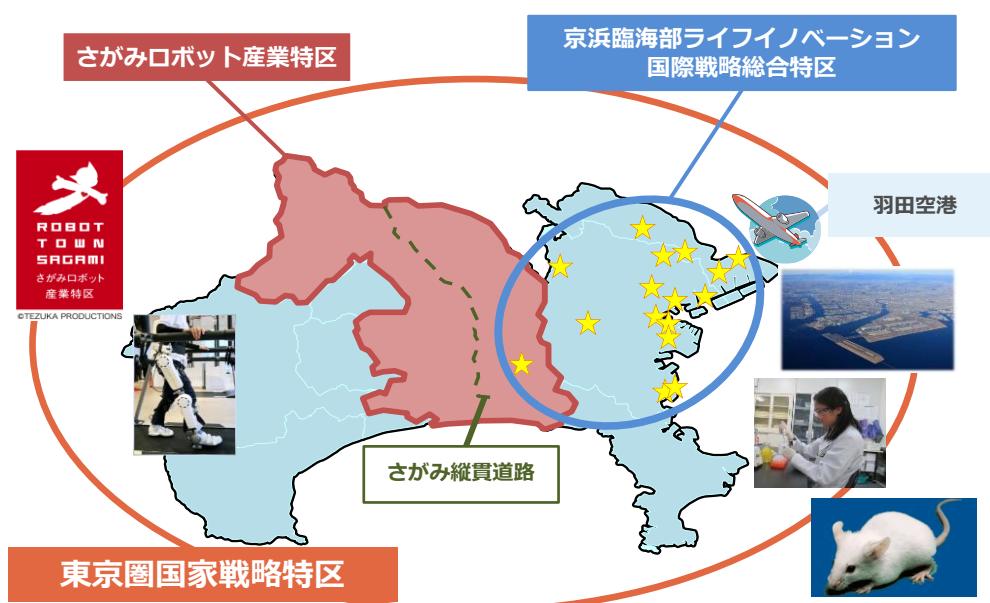 さがみロボット産業特区
京浜臨海部ライフイノベーション
国際戦略総合特区
ROBOT
TOWN
SAGAMI
さがみロボット
産業特区
©TEZUKA PRODUCTIONS
羽田空港
さがみ縦貫道路
東京圏国家戦略特区